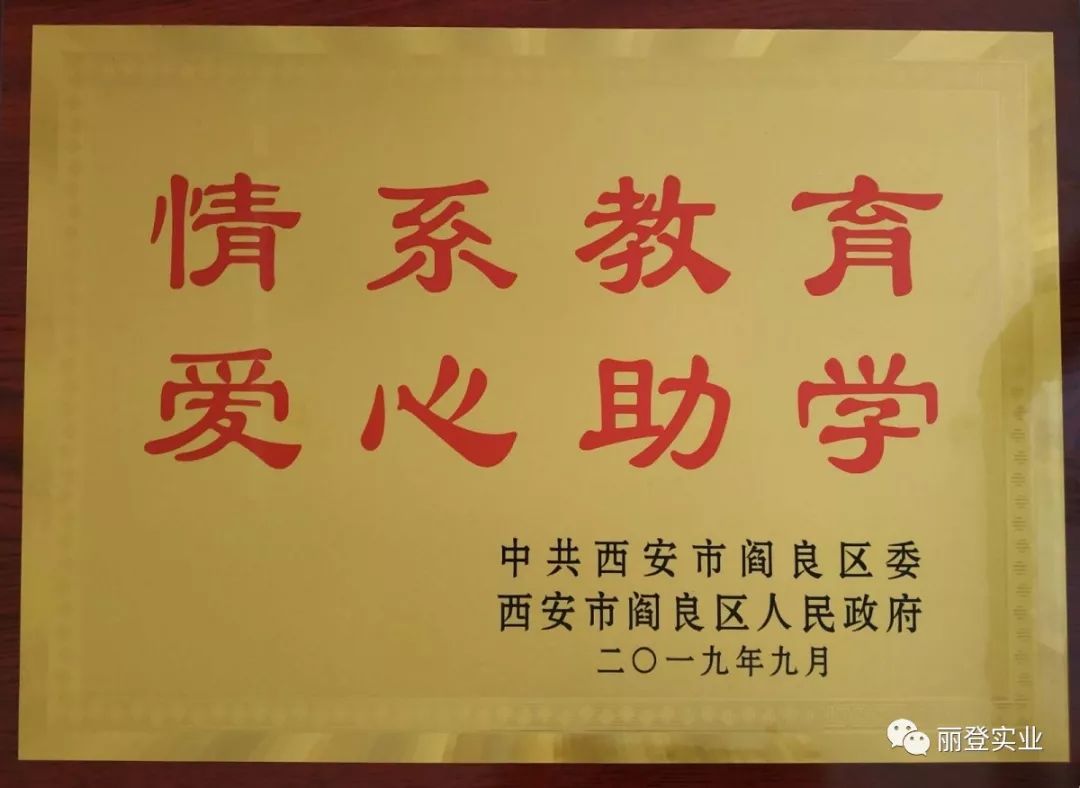 情系教育
爱心助学
中共西安市阎良区委
西安市阎良区人民政府
二〇一九年九月
丽登实业